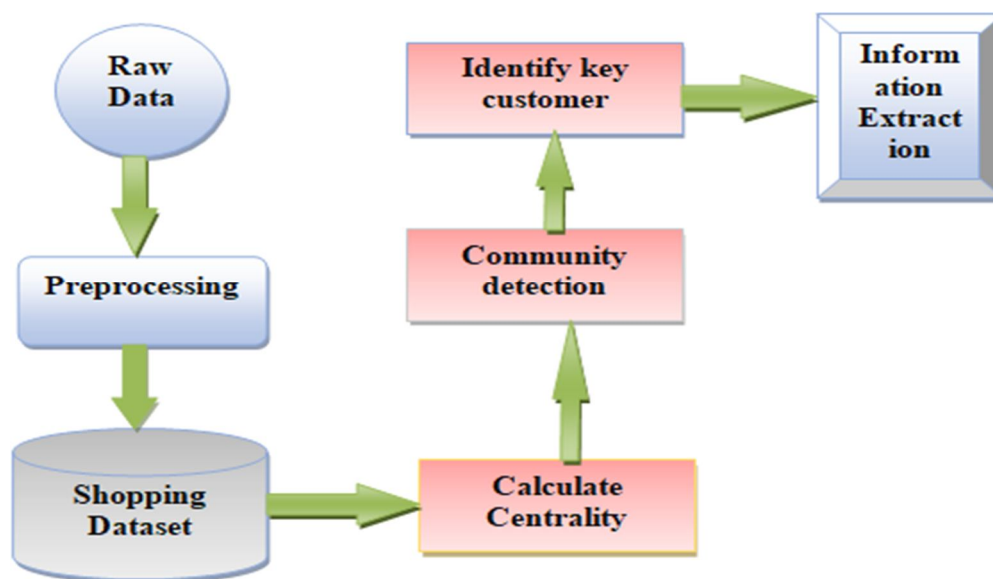 Raw
Data
Preprocessing
Shopping
Dataset
Calculate
Centrality
Community
detection
Identify key
customer
Inform
ation
Extract
ion